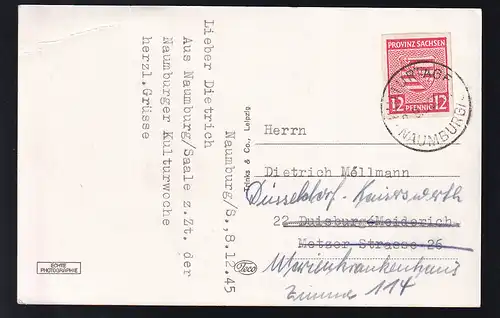 Naumburg/S.,8.12.45
Lieber Dietrich
Aus Naumburg/Saale z.Zt. der
Naumburger Kulturwoche
herzl.Grüsse
Trinks & Co., Leipzig.
PROVINZ SACHSEN
12 PFENNIG 12
NAUMBURG
Herrn
Dietrich Möllmann
Düsseldorf-Kaiserswerth
22 Duisburg-Meiderich
Metzer Strasse 26
Marienkrankenhaus
Zimmer 114
ECHTE
PHOTOGRAPHIE
Trico